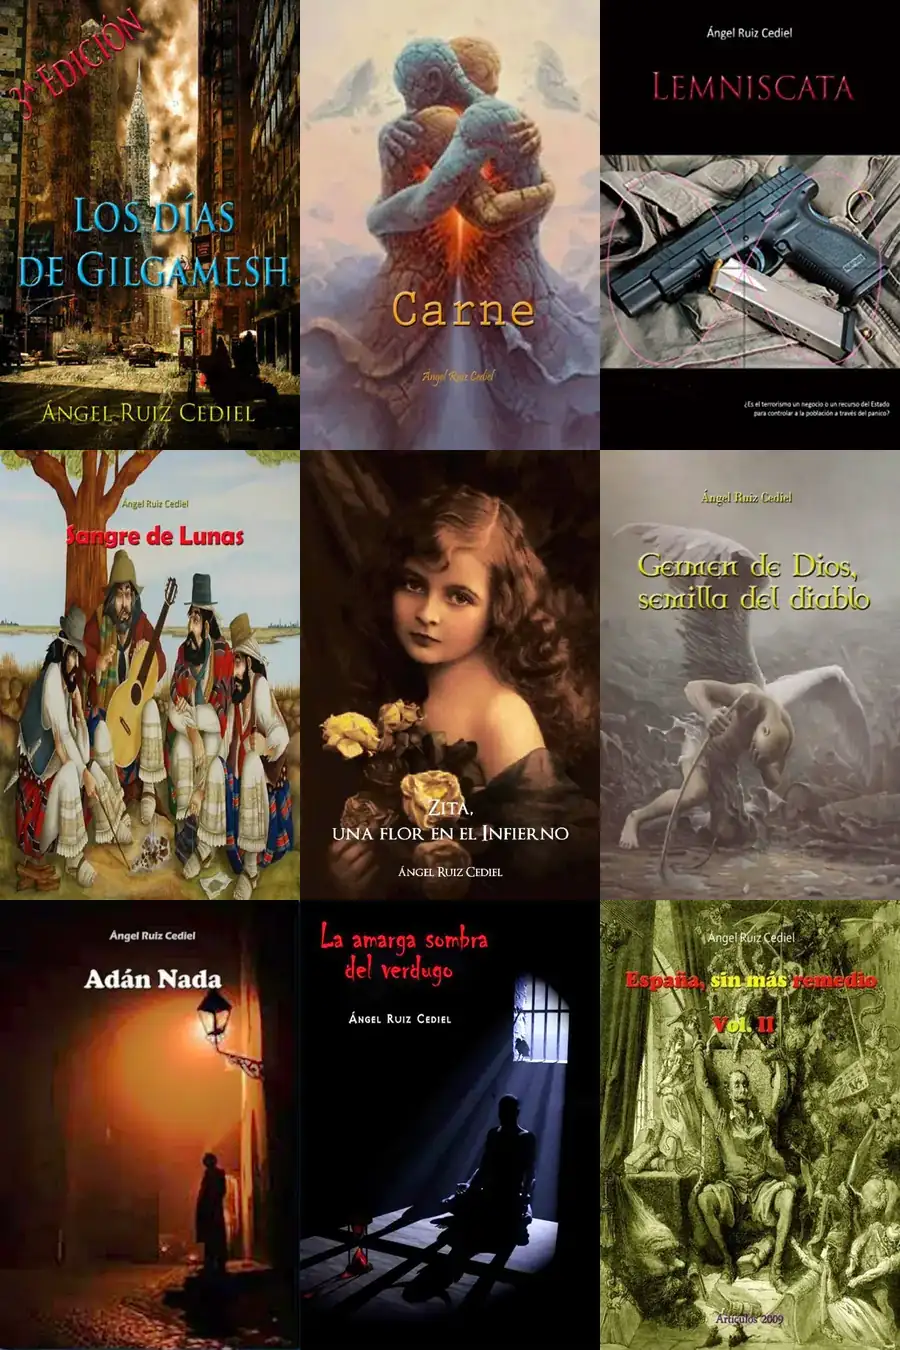 3ª EDICIÓN
LOS DÍAS
DE GILGAMESH
ÁNGEL RUIZ CEDIEL
Carne
Ángel Ruiz Cediel
Ángel Ruiz Cediel
LEMNISCATA
¿Es el terrorismo un negocio o un recurso del Estado
para controlar a la población a través del panico?
Ángel Ruiz Cediel
Sangre de Lunas
ZITA,
UNA FLOR EN EL INFIERNO
ÁNGEL RUIZ CEDIEL
Ángel Ruiz Cediel
Germen de Dios,
semilla del diablo
Ángel Ruiz Cediel
Adán Nada
La amarga sombra
del verdugo
ÁNGEL RUIZ CEDIEL
Ángel Ruiz Cediel
España, sin más remedio
Vol. II
Artículos 2009